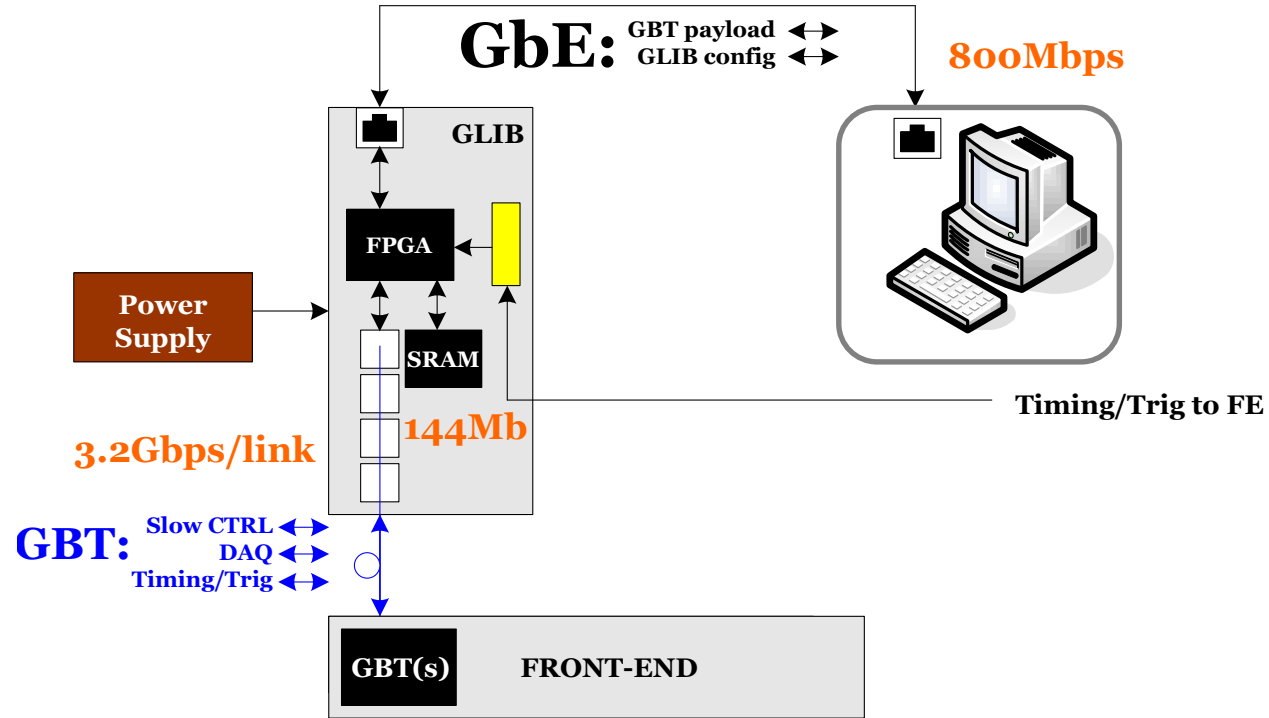 GbE:
GBT payload
GLIB config
800Mbps
GLIB
FPGA
Power
Supply
SRAM
144Mb
Timing/Trig to FE
3.2Gbps/link
GBT:
Slow CTRL
DAQ
Timing/Trig
GBT(s)
FRONT-END